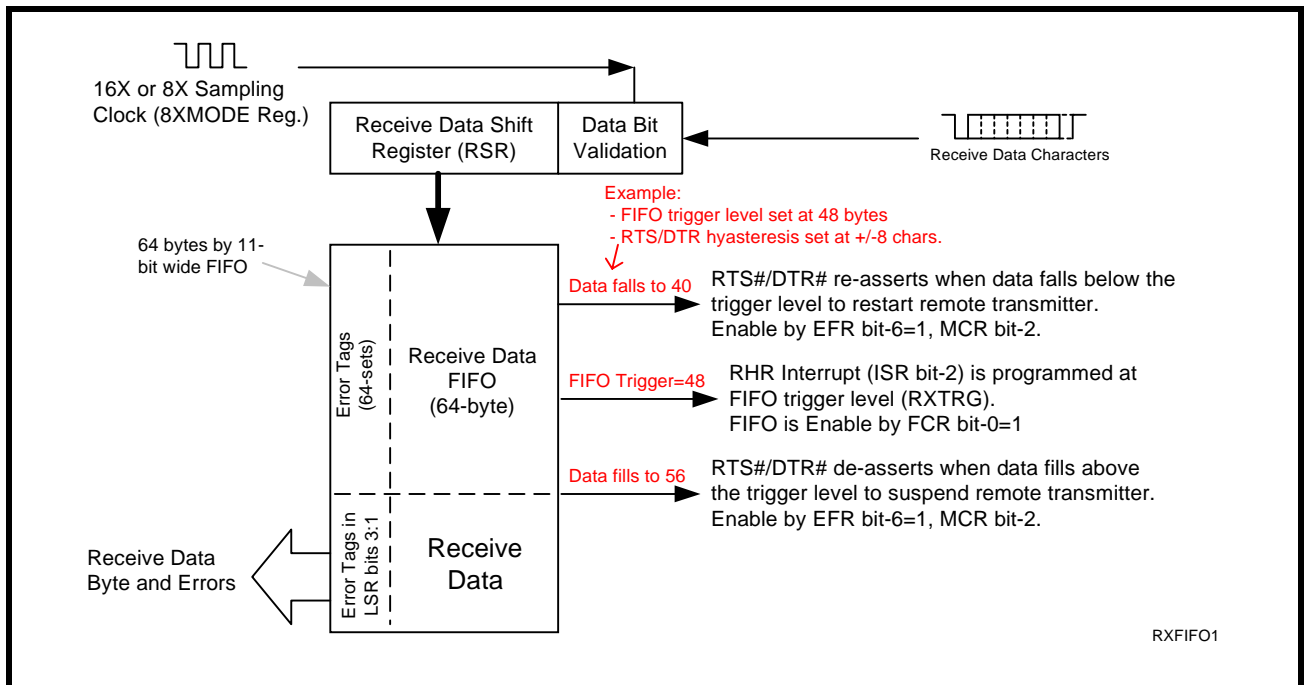 16X or 8X Sampling
Clock (8XMODE Reg.)
Receive Data Shift
Register (RSR)
Data Bit
Validation
Receive Data Characters
Example:
- FIFO trigger level set at 48 bytes
- RTS/DTR hyasteresis set at +/-8 chars.
64 bytes by 11-
bit wide FIFO
Error Tags
(64-sets)
Receive Data
FIFO
(64-byte)
Data falls to 40
RTS#/DTR# re-asserts when data falls below the
trigger level to restart remote transmitter.
Enable by EFR bit-6=1, MCR bit-2.
FIFO Trigger=48
RHR Interrupt (ISR bit-2) is programmed at
FIFO trigger level (RXTRG).
FIFO is Enable by FCR bit-0=1
Data fills to 56
RTS#/DTR# de-asserts when data fills above
the trigger level to suspend remote transmitter.
Enable by EFR bit-6=1, MCR bit-2.
Error Tags in
LSR bits 3:1
Receive
Data
Receive Data
Byte and Errors
RXFIFO1